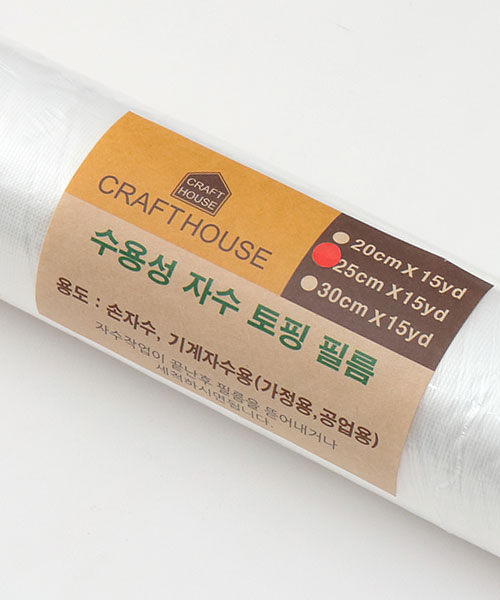 CRAFT
HOUSE
CRAFTHOUSE
20cm X 15yd
25cm X 15yd
30cm X 15yd
수용성 자수 토핑 필름
용도 : 손자수, 기계자수용(가정용,공업용)
자수작업이 끝난후 필름을 뜯어내거나
세척하시면됩니다.